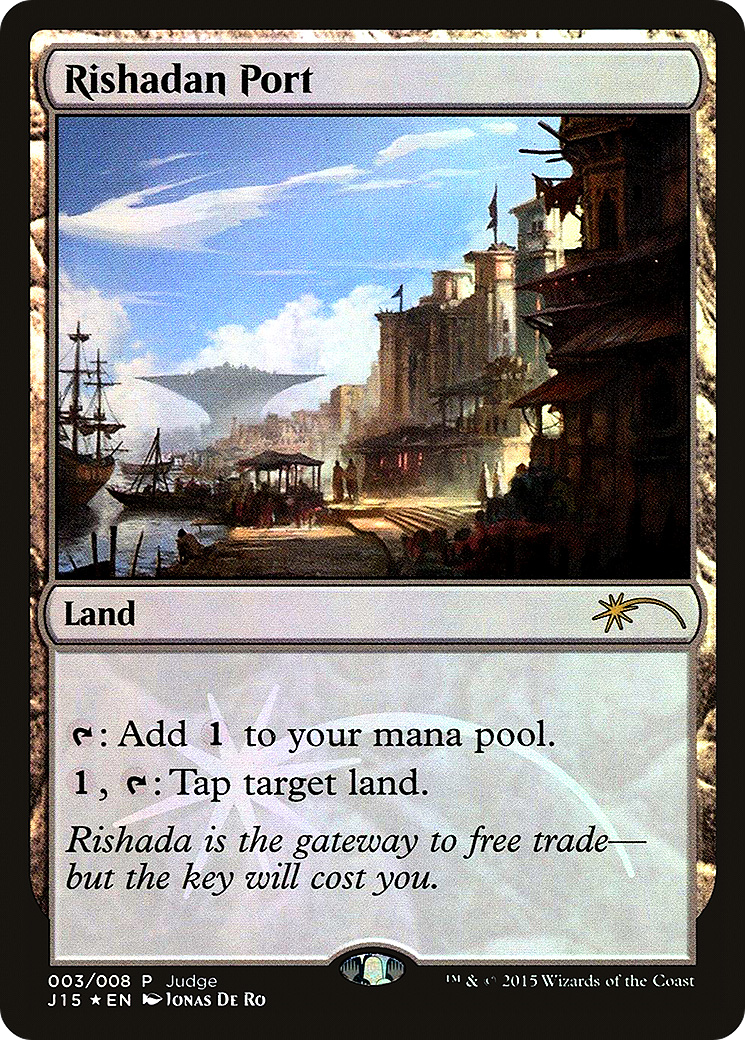 Rishadan Port
Land
: Add 1 to your mana pool.
1, : Tap target land.
Rishada is the gateway to free trade—
but the key will cost you.
003/008 P Judge
J15 ★ EN Jonas De Ro
™ & © 2015 Wizards of the Coast